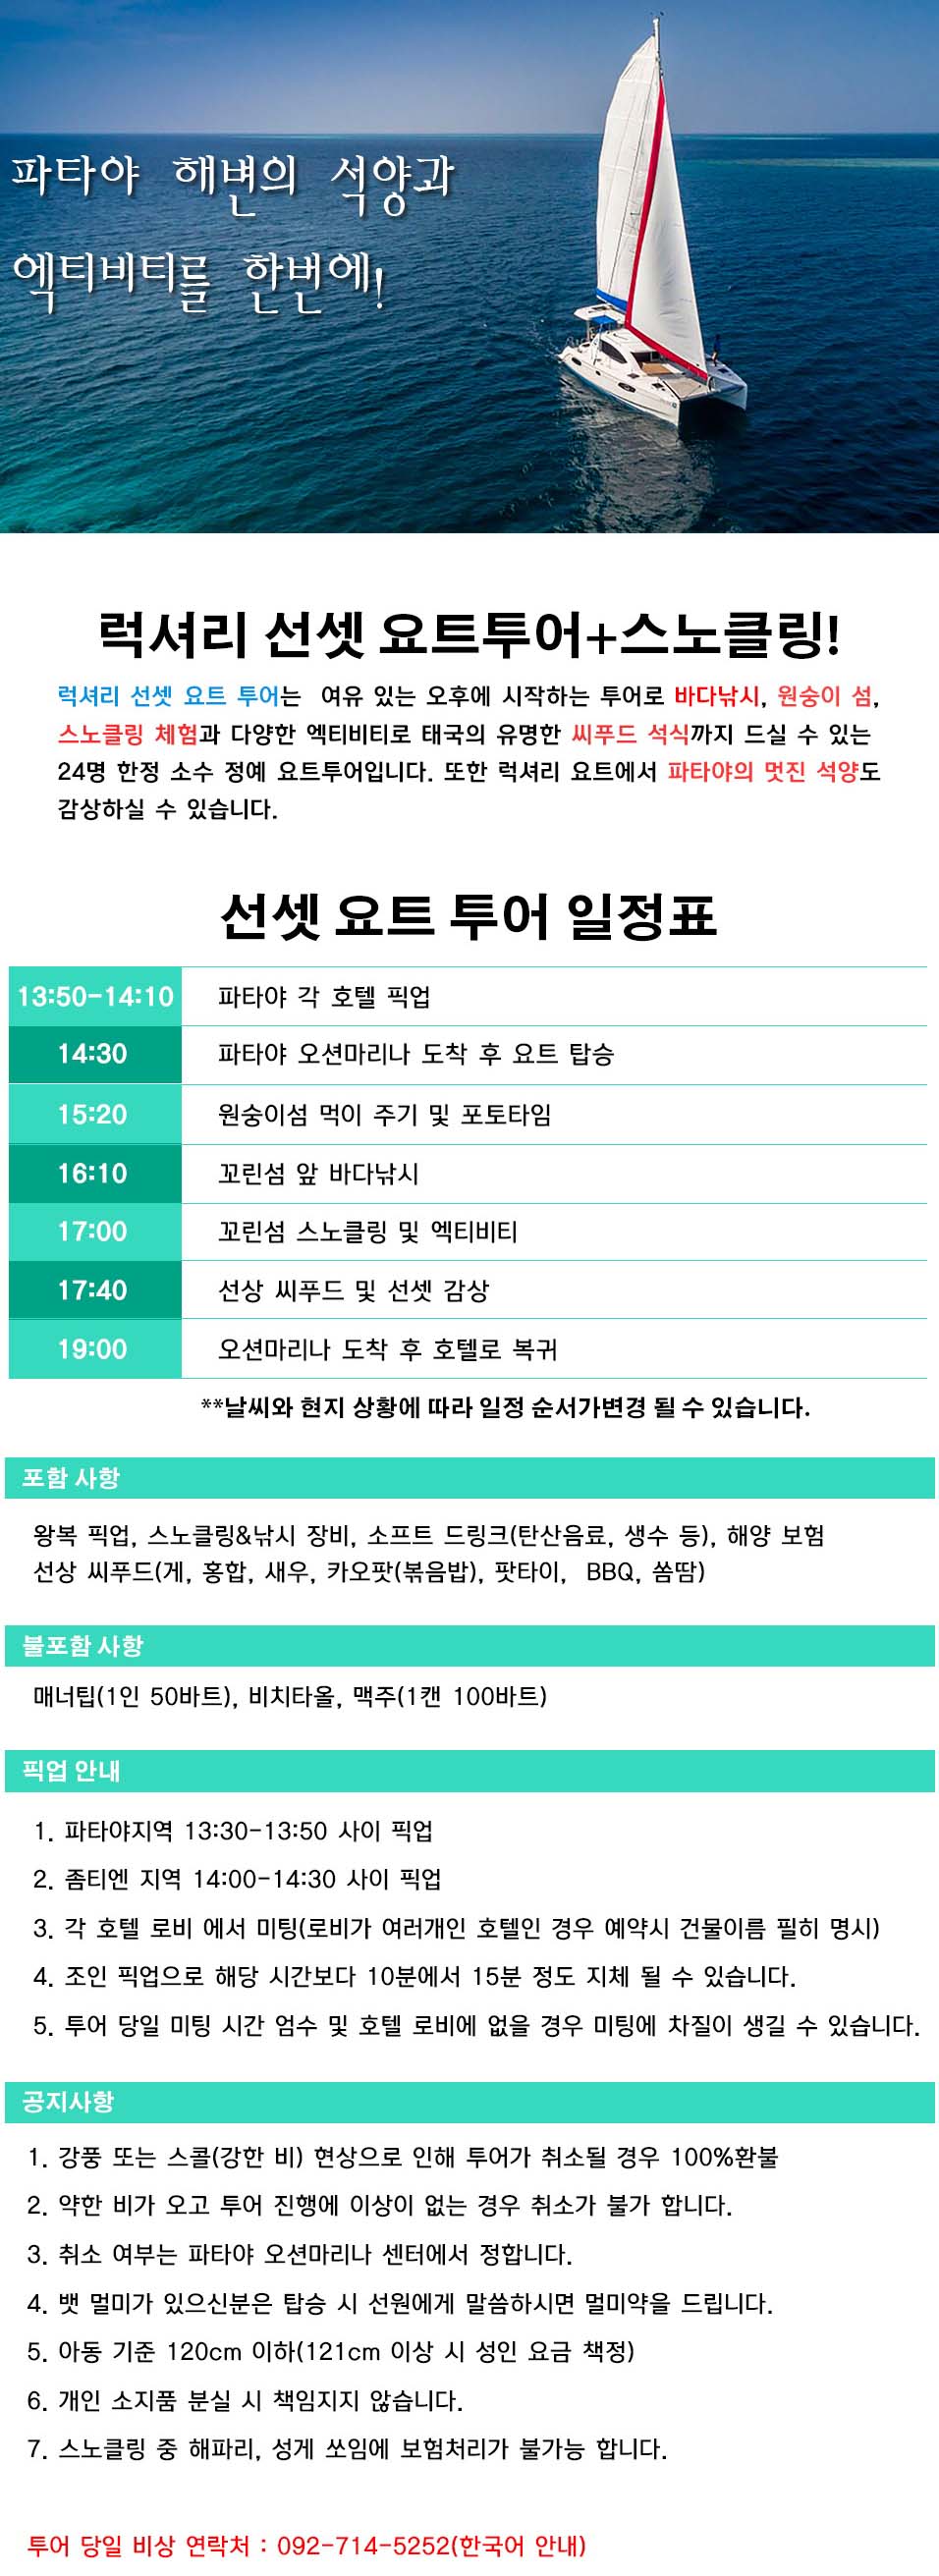 파타야 해변의 석양과
엑티비티를 한번에!
럭셔리 선셋 요트투어+스노클링!
럭셔리 선셋 요트 투어는 여유 있는 오후에 시작하는 투어로 바다낚시, 원숭이 섬,
스노클링 체험과 다양한 엑티비티로 태국의 유명한 씨푸드 석식까지 드실 수 있는
24명 한정 소수 정예 요트투어입니다. 또한 럭셔리 요트에서 파타야의 멋진 석양도
감상하실 수 있습니다.
선셋 요트 투어 일정표
13:50-14:10 파타야 각 호텔 픽업
14:30 파타야 오션마리나 도착 후 요트 탑승
15:20 원숭이섬 먹이 주기 및 포토타임
16:10 꼬린섬 앞 바다낚시
17:00 꼬린섬 스노클링 및 엑티비티
17:40 선상 씨푸드 및 선셋 감상
19:00 오션마리나 도착 후 호텔로 복귀
**날씨와 현지 상황에 따라 일정 순서가변경 될 수 있습니다.
포함 사항
왕복 픽업, 스노클링&낚시 장비, 소프트 드링크(탄산음료, 생수 등), 해양 보험
선상 씨푸드(게, 홍합, 새우, 카오팟(볶음밥), 팟타이, BBQ, 쏨땀)
불포함 사항
매너팁(1인 50바트), 비치타올, 맥주(1캔 100바트)
픽업 안내
1. 파타야지역 13:30-13:50 사이 픽업
2. 좀티엔 지역 14:00-14:30 사이 픽업
3. 각 호텔 로비 에서 미팅(로비가 여러개인 호텔인 경우 예약시 건물이름 필히 명시)
4. 조인 픽업으로 해당 시간보다 10분에서 15분 정도 지체 될 수 있습니다.
5. 투어 당일 미팅 시간 엄수 및 호텔 로비에 없을 경우 미팅에 차질이 생길 수 있습니다.
공지사항
1. 강풍 또는 스콜(강한 비) 현상으로 인해 투어가 취소될 경우 100%환불
2. 약한 비가 오고 투어 진행에 이상이 없는 경우 취소가 불가 합니다.
3. 취소 여부는 파타야 오션마리나 센터에서 정합니다.
4. 뱃 멀미가 있으신분은 탑승 시 선원에게 말씀하시면 멀미약을 드립니다.
5. 아동 기준 120cm 이하(121cm 이상 시 성인 요금 책정)
6. 개인 소지품 분실 시 책임지지 않습니다.
7. 스노클링 중 해파리, 성게 쏘임에 보험처리가 불가능 합니다.
투어 당일 비상 연락처 : 092-714-5252(한국어 안내)